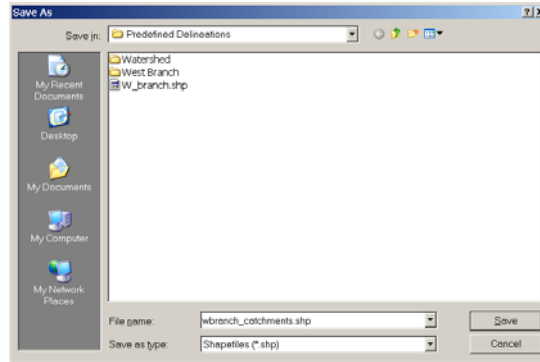 Save As
Save in: Predefined Delineations
Watershed
West Branch
W_branch.shp
My Recent
Documents
Desktop
My Documents
My Computer
My Network
Places
File name: wbranch_catchments.shp Save
Save as type: Shapefiles (*.shp) Cancel